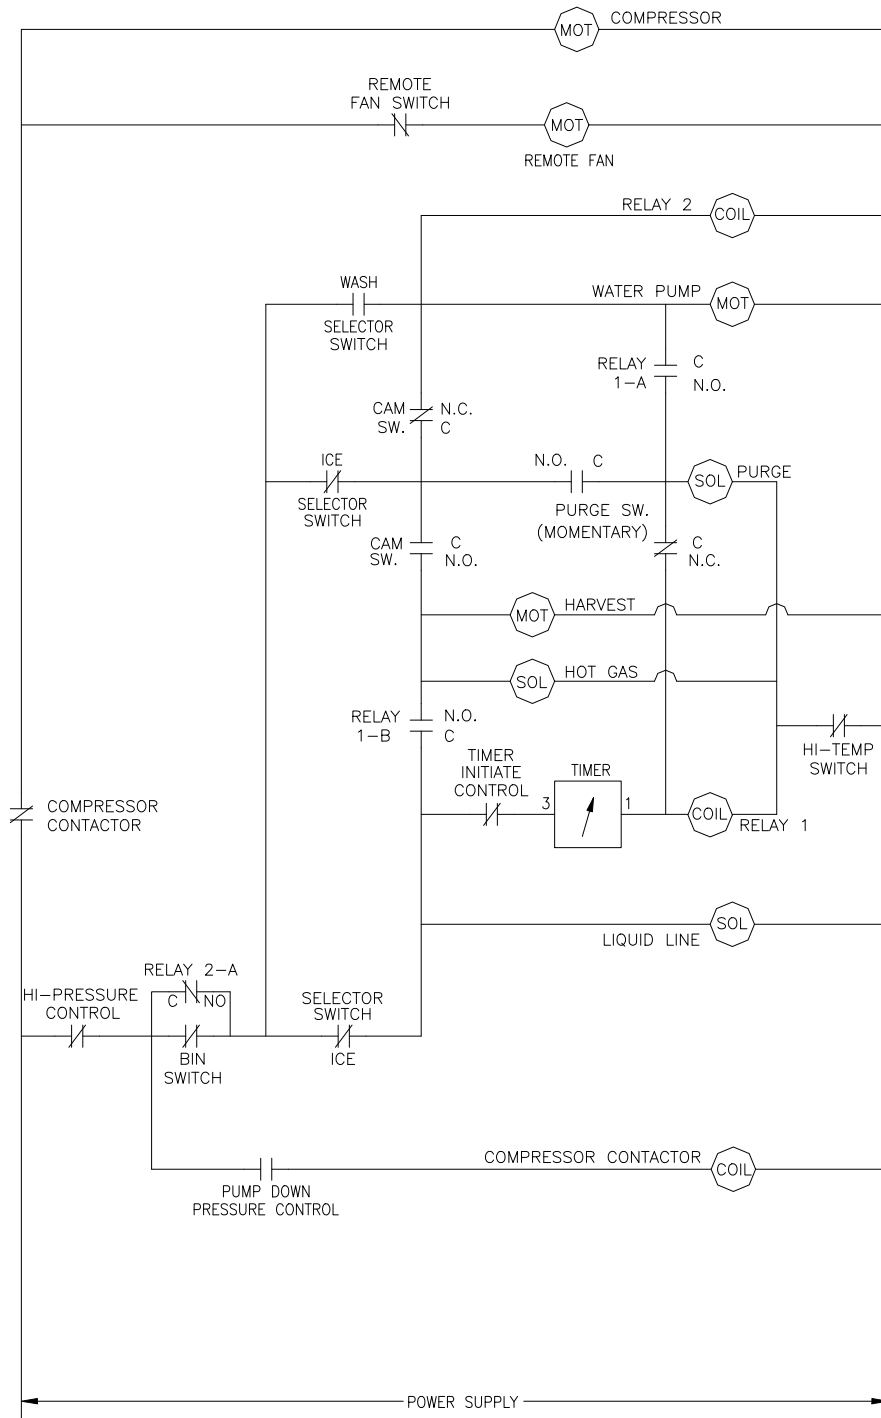 COMPRESSOR
MOT
REMOTE
FAN SWITCH
MOT
REMOTE FAN
RELAY 2
COIL
WASH
SELECTOR
SWITCH
WATER PUMP
MOT
RELAY
1-A
C
N.O.
CAM
SW.
N.C.
C
ICE
SELECTOR
SWITCH
N.O. C
PURGE SW.
(MOMENTARY)
SOL
PURGE
CAM
SW.
C
N.O.
C
N.C.
MOT
HARVEST
SOL
HOT GAS
RELAY
1-B
N.O.
C
HI-TEMP
SWITCH
TIMER
INITIATE
CONTROL
TIMER
3
1
COIL
RELAY 1
COMPRESSOR
CONTACTOR
LIQUID LINE
SOL
RELAY 2-A
C NO
HI-PRESSURE
CONTROL
BIN
SWITCH
SELECTOR
SWITCH
ICE
COMPRESSOR CONTACTOR
COIL
PUMP DOWN
PRESSURE CONTROL
POWER SUPPLY